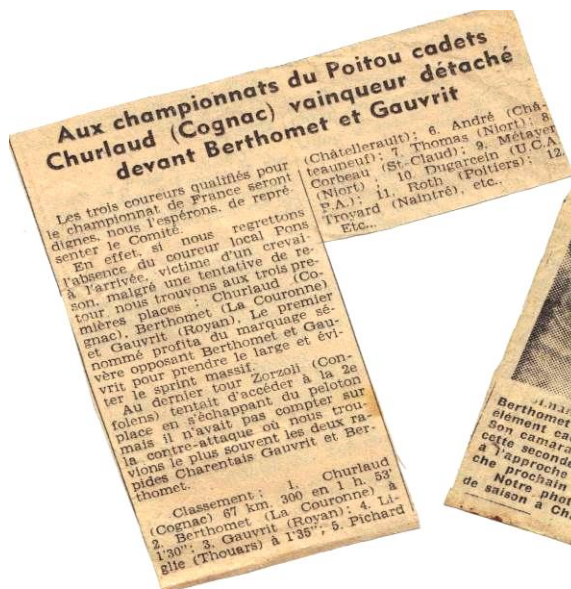 Aux championnats du Poitou cadets
Churlaud (Cognac) vainqueur détaché
devant Berthomet et Gauvrit
Les trois coureurs qualifiés pour
le championnat de France seront
dignes, nous l'espérons, de repré-
senter le Comité.
En effet, si nous regrettons
l'absence du coureur local Pons
à l'arrivée, victime d'un crevai-
son, malgré une tentative de re-
tour, nous trouvons aux trois pre-
mières places Churlaud (Co-
gnac), Berthomet (La Couronne)
et Gauvrit (Royan). Le premier
nommé profita du marquage sé-
vère opposant Berthomet et Gau-
vrit pour prendre le large et évi-
ter le sprint massif.
Au dernier tour Zorzoli (Con-
folens) tentait d'accéder à la 2e
place en s'échappant du peloton
mais il n'avait pas compter sur
la contre-attaque où nous trou-
vions le plus souvent les deux ra-
pides Charentais Gauvrit et Ber-
thomet.
Classement : 1. Churlaud
(Cognac) 67 km. 300 en 1 h. 53'
2. Berthomet (La Couronne) à
1'30"; 3. Gauvrit (Royan); 4. Li-
glie (Thouars) à 1'35"; 5. Pichard
(Châtellerault); 6. André (Châ-
teauneuf); 7. Thomas (Niort); 8.
Corbeau (St-Claud); 9. Métayer
(Niort) ; 10. Dugarcein (U.C.A
P.A.); 11. Roth (Poitiers); 12
Troyard (Naintré), etc..
Etc...
Berthomet
élément ca
Son camara
cette seconde
à l'approche
che prochain
Notre phot
de saison à Ch